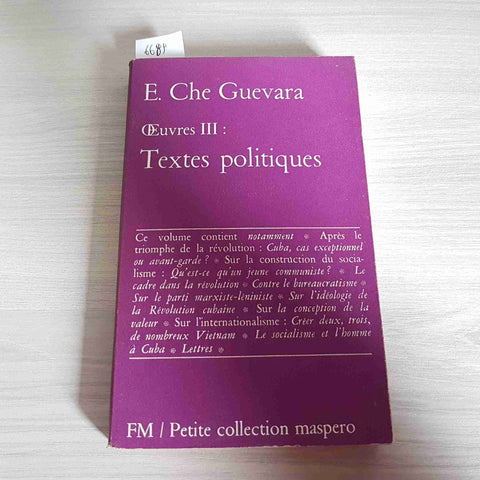 6684
E. Che Guevara
Œuvres III :
Textes politiques
Ce volume contient notamment * Après le
triomphe de la révolution : Cuba, cas exceptionnel
ou avant-garde ? * Sur la construction du socia-
lisme : Qu'est-ce qu'un jeune communiste ? * Le
cadre dans la révolution * Contre le bureaucratisme *
Sur le parti marxiste-léniniste * Sur l'idéologie de
la Révolution cubaine * Sur la conception de la
valeur * Sur l'internationalisme : Créer deux, trois,
de nombreux Vietnam * Le socialisme et l'homme
à Cuba * Lettres *
FM / Petite collection maspero